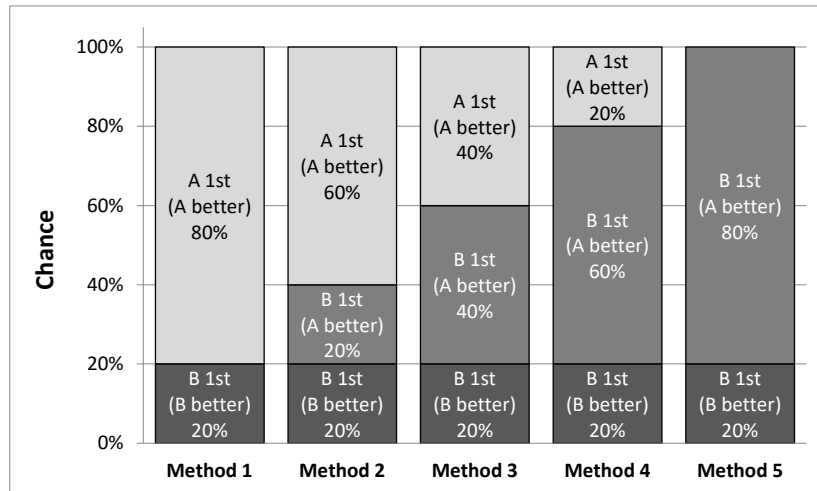 100%
80%
60%
40%
20%
0%
Chance
A 1st
(A better)
80%
B 1st
(B better)
20%
A 1st
(A better)
60%
B 1st
(A better)
20%
B 1st
(B better)
20%
A 1st
(A better)
40%
B 1st
(A better)
40%
B 1st
(B better)
20%
A 1st
(A better)
20%
B 1st
(A better)
60%
B 1st
(B better)
20%
B 1st
(A better)
80%
B 1st
(B better)
20%
Method 1
Method 2
Method 3
Method 4
Method 5